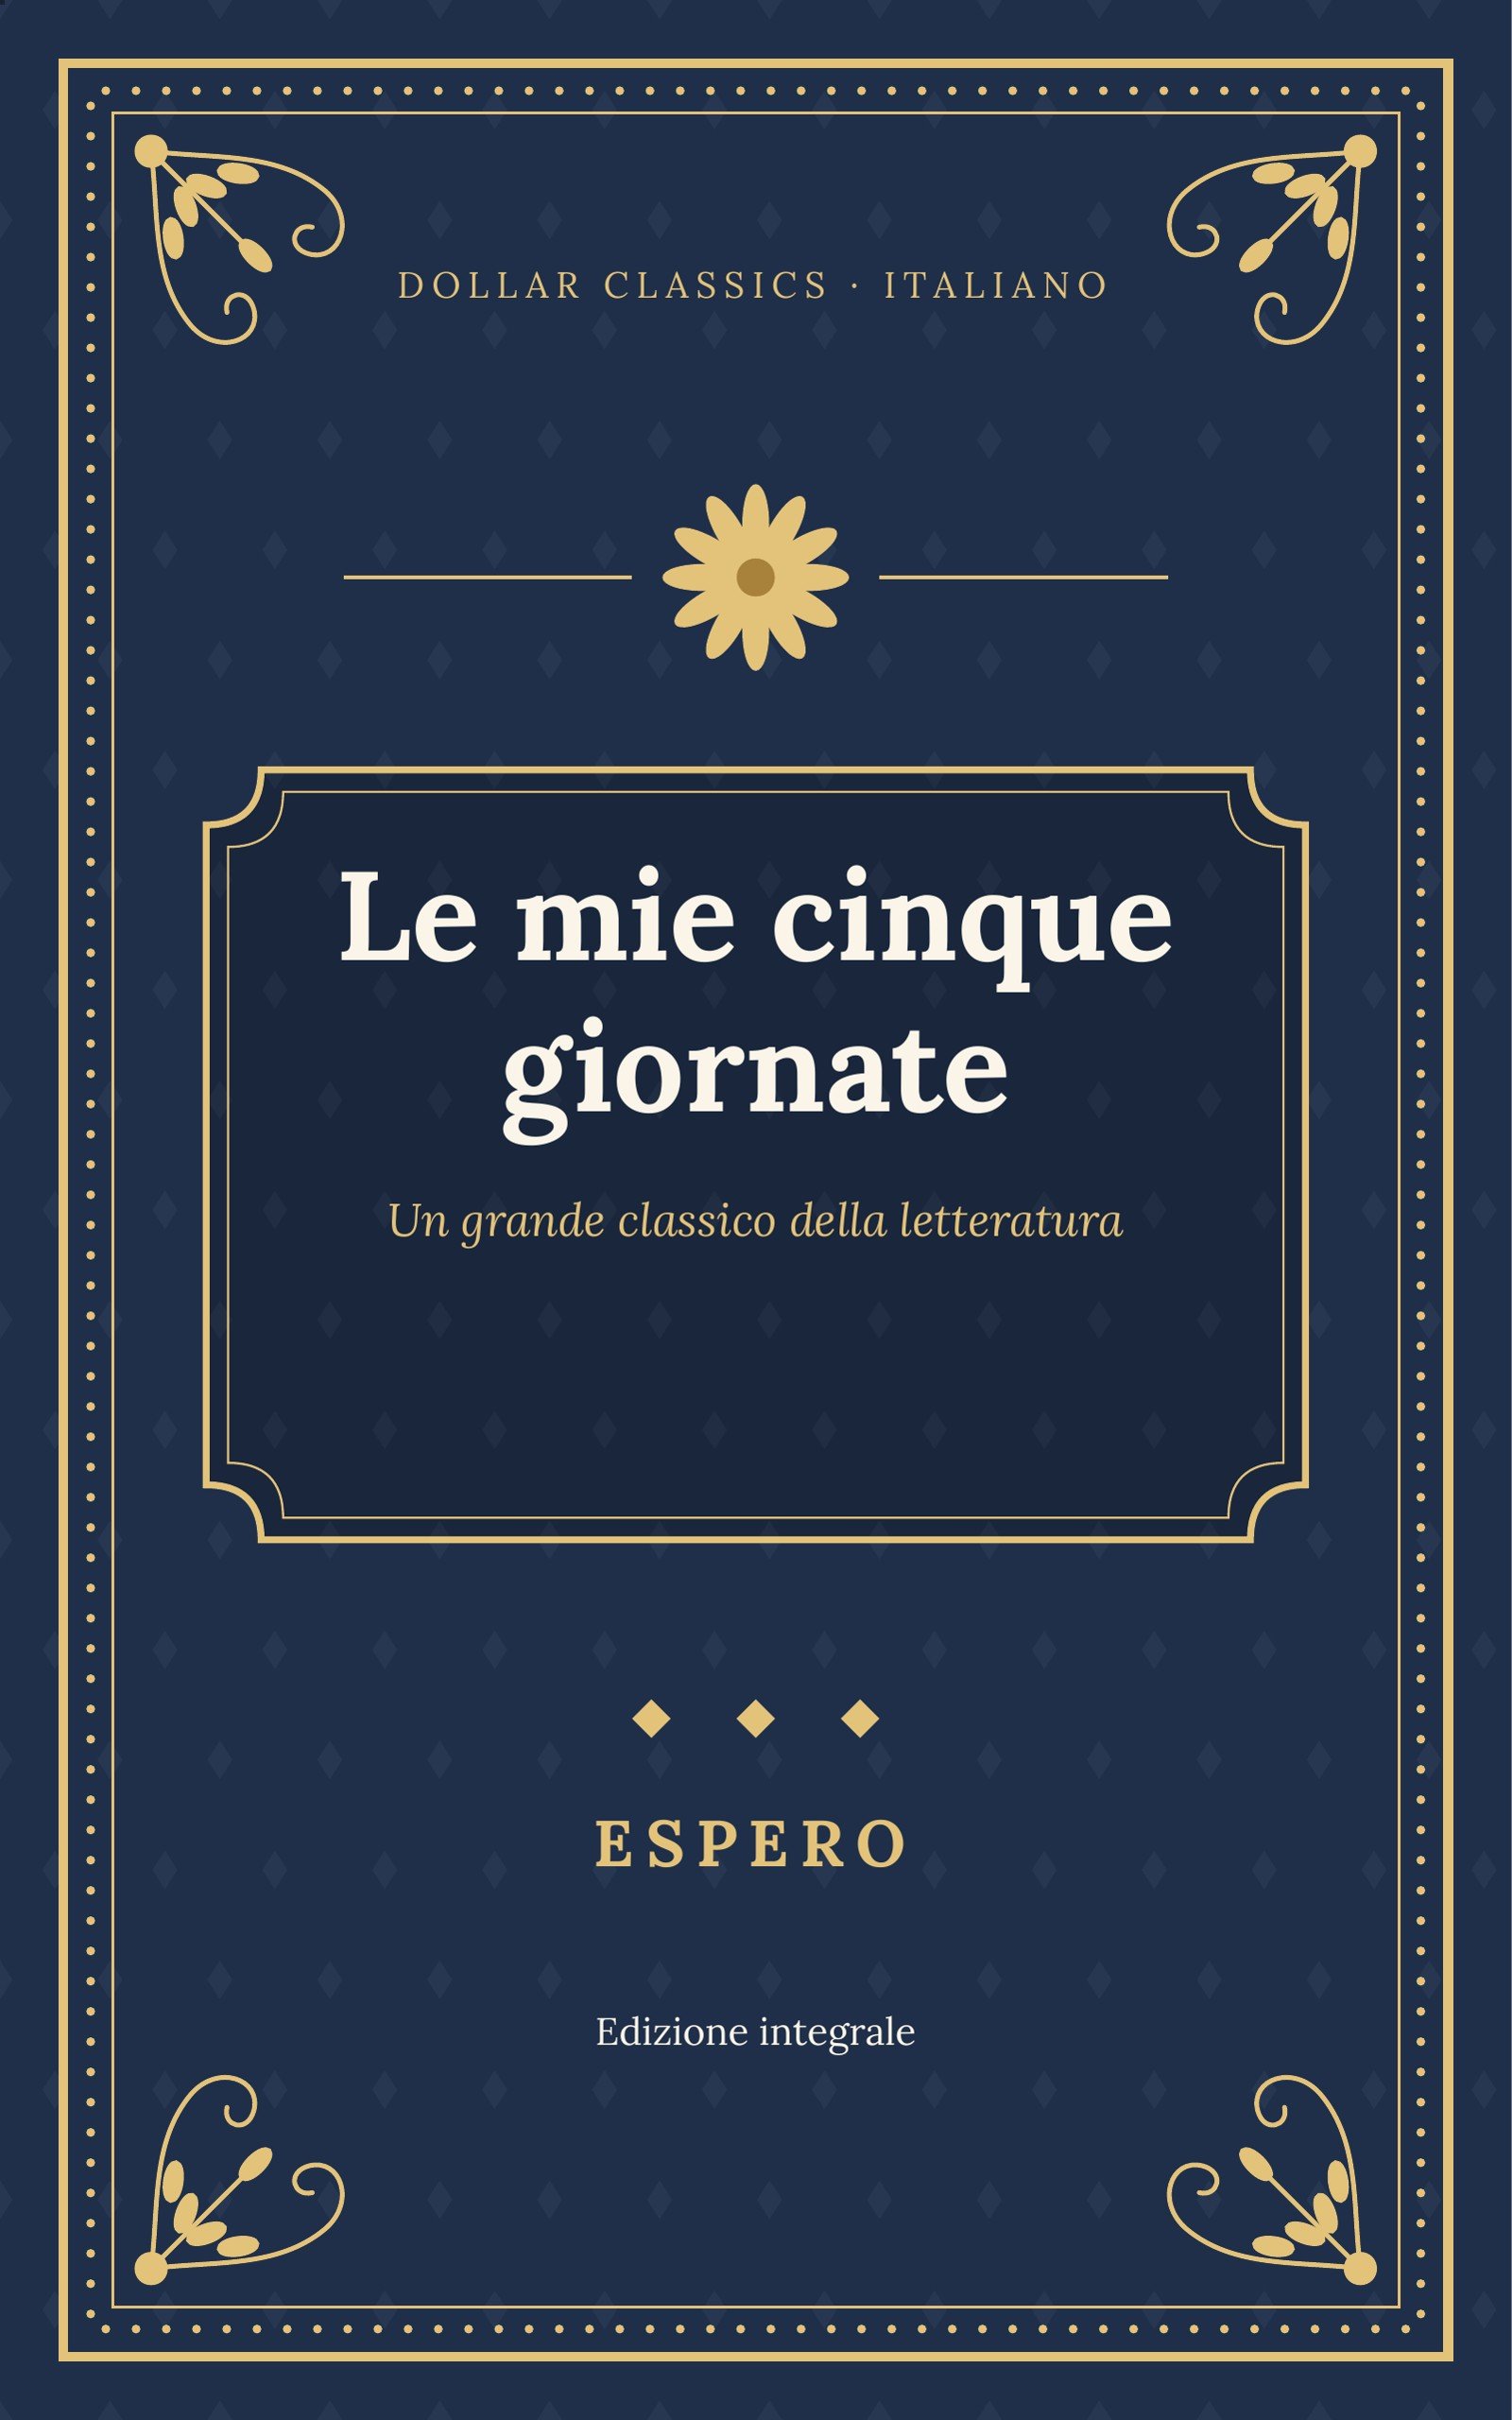 DOLLAR CLASSICS · ITALIANO
Le mie cinque
giornate
Un grande classico della letteratura
ESPERO
Edizione integrale